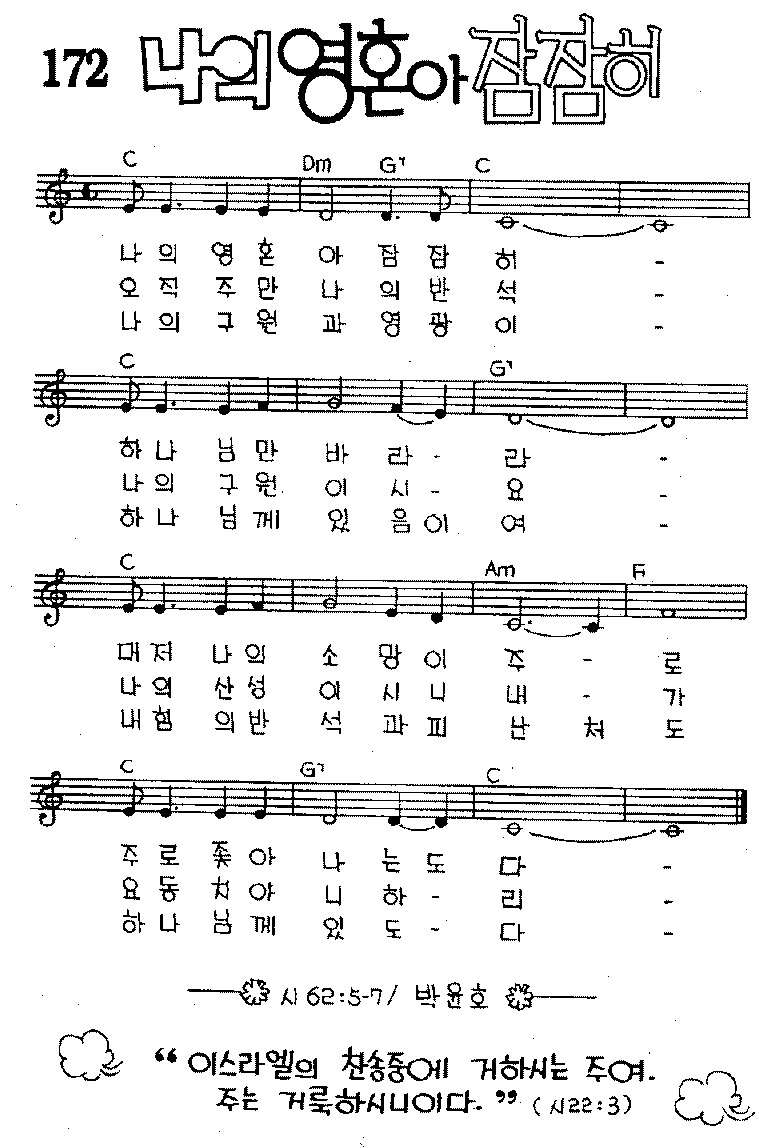 172 나의영혼아잠잠허
C Dm G7 C
나의 영혼 아 잠잠 허 -
오직 주만 나 의반 석 -
나의 구원 과 영광 이 -
C G7
하나 님만 바 라 - 라 -
나의 구원 이 시 - 요 -
하나 님께 있 음이 여 -
C Am F
대저 나의 소 망이 주 - 로
나의 산성 이 시니 내 - 가
내힘 의반 석 과피 난 처 도
C G7 C
주로 좇아 나 는도 다 -
요동 치아 니 하 - 리 -
하나 님께 있 도 - 다 -
시 62:5-7/ 박윤호
“이스라엘의 찬송중에 거하시는 주여.
주는 거룩하시니이다.” (시22:3)